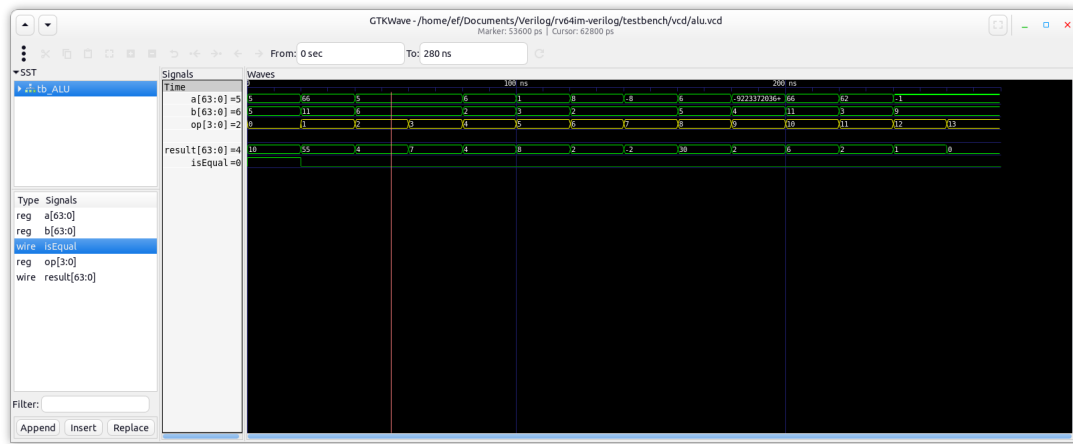 GTKWave - /home/ef/Documents/Verilog/rv64im-verilog/testbench/vcd/alu.vcd
Marker: 53600 ps | Cursor: 62800 ps
From: 0 sec To: 280 ns
SST
tb_ALU
Type Signals
reg a[63:0]
reg b[63:0]
wire isEqual
reg op[3:0]
wire result[63:0]
Filter:
Append Insert Replace
Signals
Time
a[63:0] =5
b[63:0] =6
op[3:0] =2
result[63:0] =4
isEqual =0
Waves
100 ns 200 ns
5 66 5 6 1 8 -8 6 -9223372036+ 66 62 -1
5 11 6 2 3 2 5 4 11 3 9
0 1 2 3 4 5 6 7 8 9 10 11 12 13
10 55 4 7 4 8 2 -2 30 2 6 2 1 0